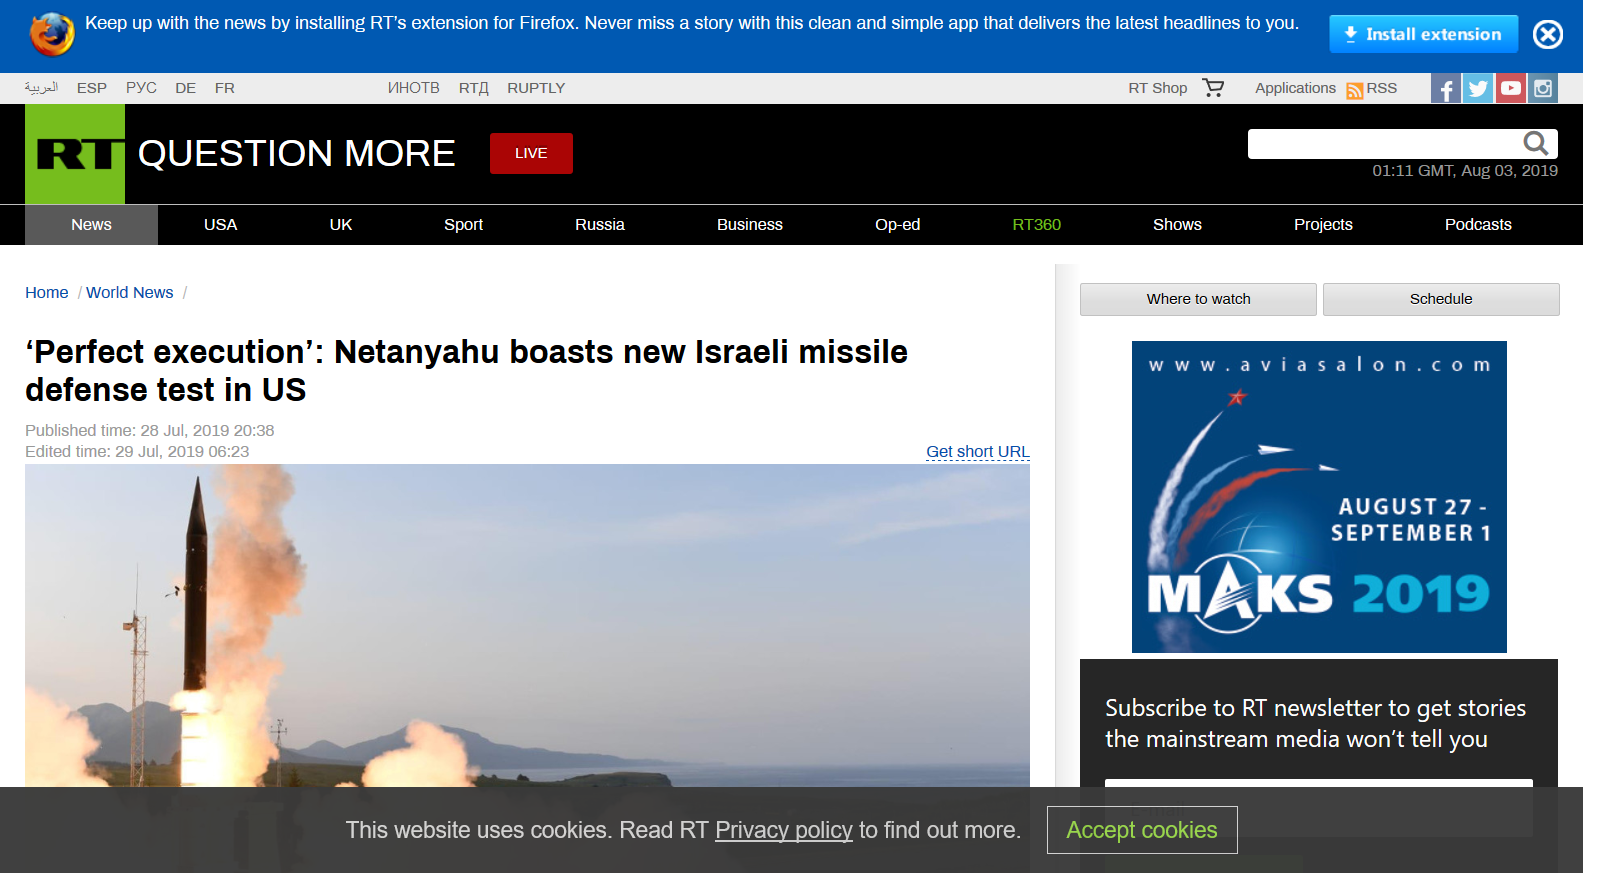 Keep up with the news by installing RT’s extension for Firefox. Never miss a story with this clean and simple app that delivers the latest headlines to you.
Install extension
العربية ESP РУС DE FR ИНОТВ RTД RUPTLY RT Shop Applications RSS
RT QUESTION MORE LIVE
01:11 GMT, Aug 03, 2019
News USA UK Sport Russia Business Op-ed RT360 Shows Projects Podcasts
Home / World News /
‘Perfect execution’: Netanyahu boasts new Israeli missile
defense test in US
Published time: 28 Jul, 2019 20:38
Edited time: 29 Jul, 2019 06:23
Get short URL
Where to watch Schedule
www.aviasalon.com
AUGUST 27 -
SEPTEMBER 1
MAKS 2019
Subscribe to RT newsletter to get stories
the mainstream media won’t tell you
This website uses cookies. Read RT Privacy policy to find out more. Accept cookies